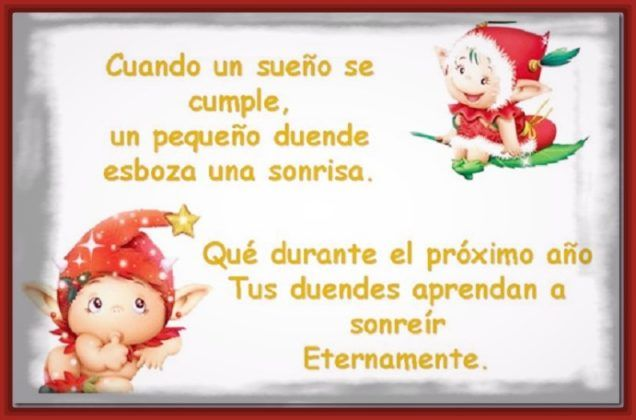 Cuando un sueño se
cumple,
un pequeño duende
esboza una sonrisa.
Qué durante el próximo año
Tus duendes aprendan a
sonreír
Eternamente.